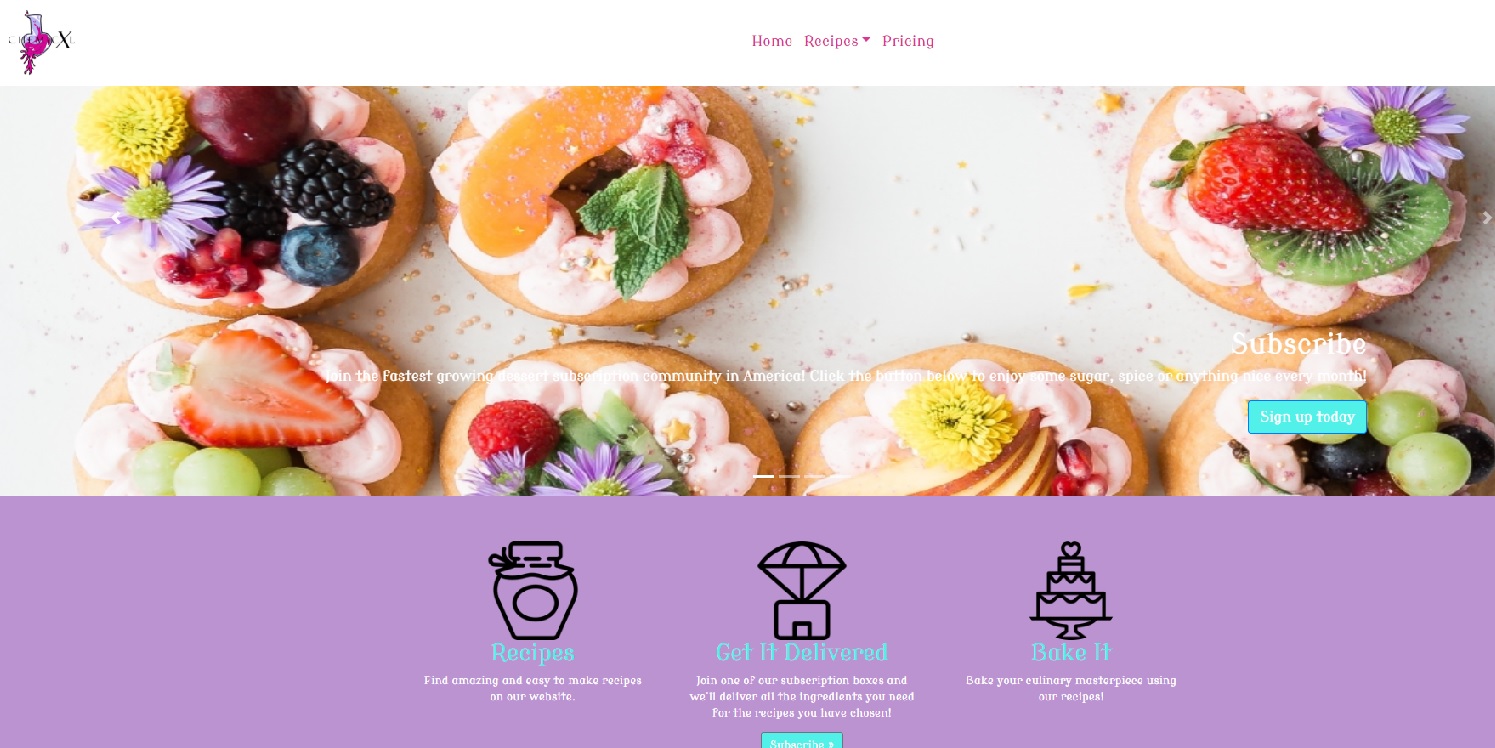 X
Home Recipes Pricing
Subscribe
Join the fastest growing dessert subscription community in America! Click the button below to enjoy some sugar, spice or anything nice every month!
Sign up today
Recipes
Find amazing and easy to make recipes
on our website.
Get It Delivered
Join one of our subscription boxes and
we'll deliver all the ingredients you need
for the recipes you have chosen!
Subscribe
Bake It
Bake your culinary masterpiece using
our recipes!